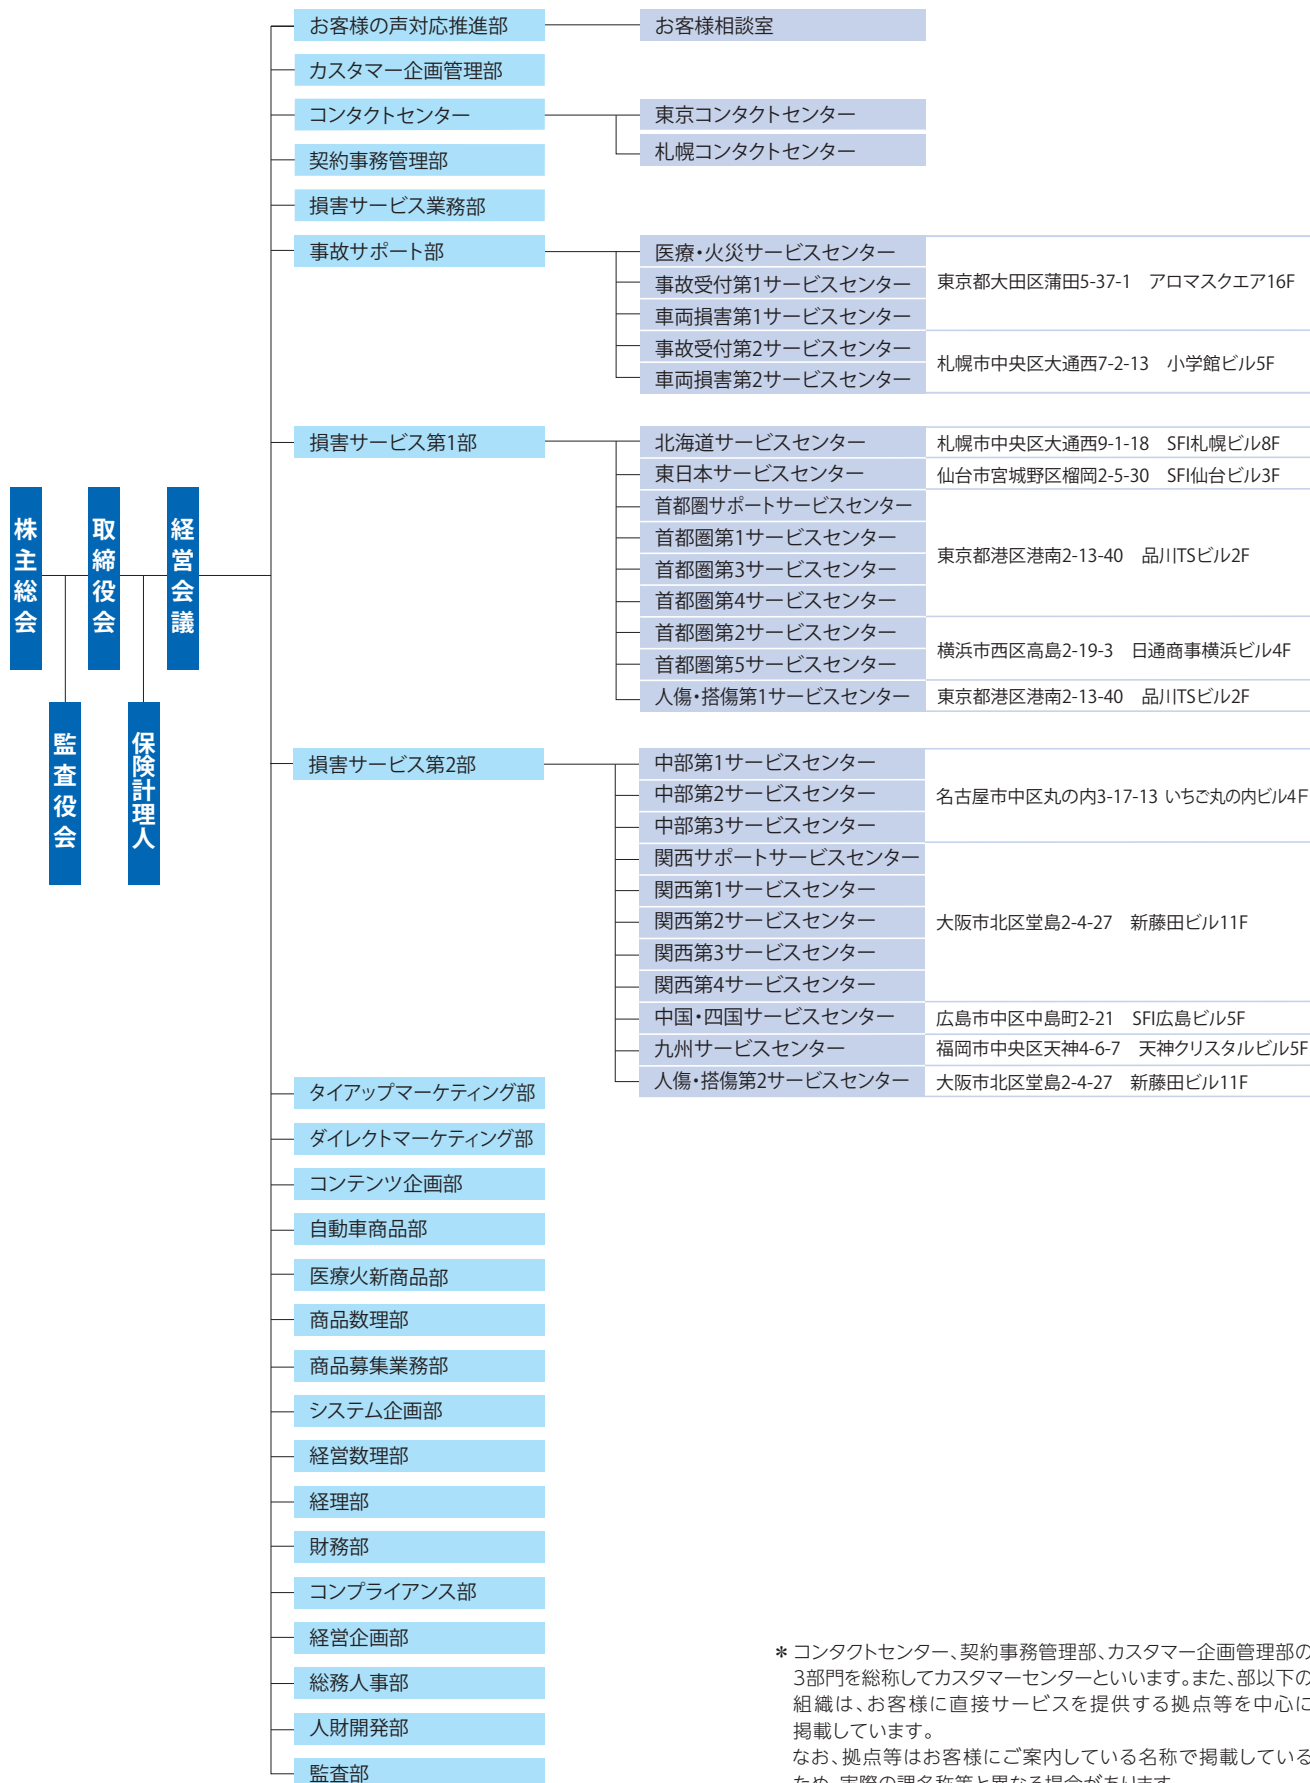 株主総会
取締役会
経営会議
監査役会
保険計理人
お客様の声対応推進部
お客様相談室
カスタマー企画管理部
コンタクトセンター
東京コンタクトセンター
札幌コンタクトセンター
契約事務管理部
損害サービス業務部
事故サポート部
医療・火災サービスセンター
事故受付第1サービスセンター
車両損害第1サービスセンター
東京都大田区蒲田5-37-1　アロマスクエア16F
事故受付第2サービスセンター
車両損害第2サービスセンター
札幌市中央区大通西7-2-13　小学館ビル5F
損害サービス第1部
北海道サービスセンター
札幌市中央区大通西9-1-18　SFI札幌ビル8F
東日本サービスセンター
仙台市宮城野区榴岡2-5-30　SFI仙台ビル3F
首都圏サポートサービスセンター
首都圏第1サービスセンター
首都圏第3サービスセンター
首都圏第4サービスセンター
東京都港区港南2-13-40　品川TSビル2F
首都圏第2サービスセンター
首都圏第5サービスセンター
横浜市西区高島2-19-3　日通商事横浜ビル4F
人傷・搭傷第1サービスセンター
東京都港区港南2-13-40　品川TSビル2F
損害サービス第2部
中部第1サービスセンター
中部第2サービスセンター
中部第3サービスセンター
名古屋市中区丸の内3-17-13 いちご丸の内ビル4F
関西サポートサービスセンター
関西第1サービスセンター
関西第2サービスセンター
関西第3サービスセンター
関西第4サービスセンター
大阪市北区堂島2-4-27　新藤田ビル11F
中国・四国サービスセンター
広島市中区中島町2-21　SFI広島ビル5F
九州サービスセンター
福岡市中央区天神4-6-7　天神クリスタルビル5F
人傷・搭傷第2サービスセンター
大阪市北区堂島2-4-27　新藤田ビル11F
タイアップマーケティング部
ダイレクトマーケティング部
コンテンツ企画部
自動車商品部
医療火新商品部
商品数理部
商品募集業務部
システム企画部
経営数理部
経理部
財務部
コンプライアンス部
経営企画部
総務人事部
人財開発部
監査部
＊コンタクトセンター、契約事務管理部、カスタマー企画管理部の
3部門を総称してカスタマーセンターといいます。また、部以下の
組織は、お客様に直接サービスを提供する拠点等を中心に
掲載しています。
なお、拠点等はお客様にご案内している名称で掲載している
ため、実際の課名称等と異なる場合があります。